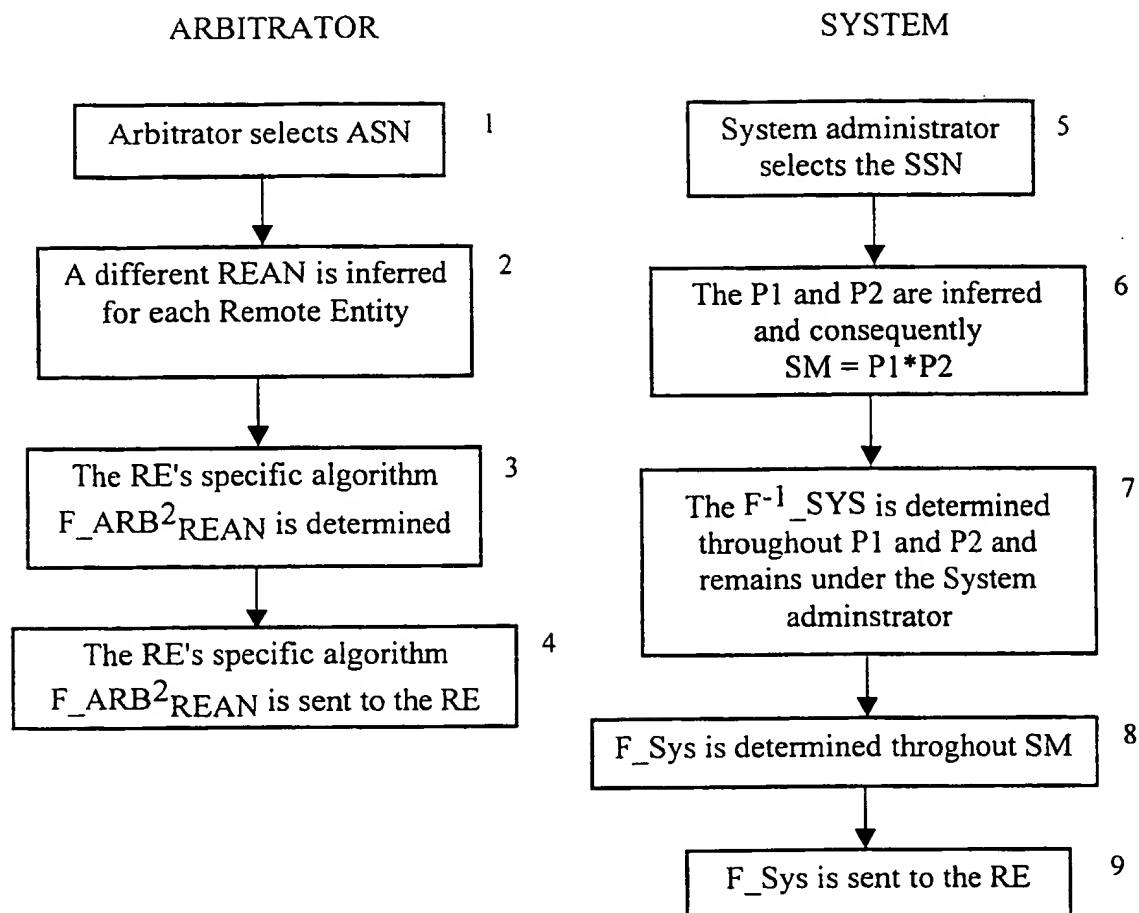 ARBITRATOR
Arbitrator selects ASN
1
A different REAN is inferred
for each Remote Entity
2
The RE's specific algorithm
F_ARB²REAN is determined
3
The RE's specific algorithm
F_ARB²REAN is sent to the RE
4
SYSTEM
System administrator
selects the SSN
5
The P1 and P2 are inferred
and consequently
SM = P1*P2
6
The F⁻¹_SYS is determined
throughout P1 and P2 and
remains under the System
adminstrator
7
F_Sys is determined throghout SM
8
F_Sys is sent to the RE
9